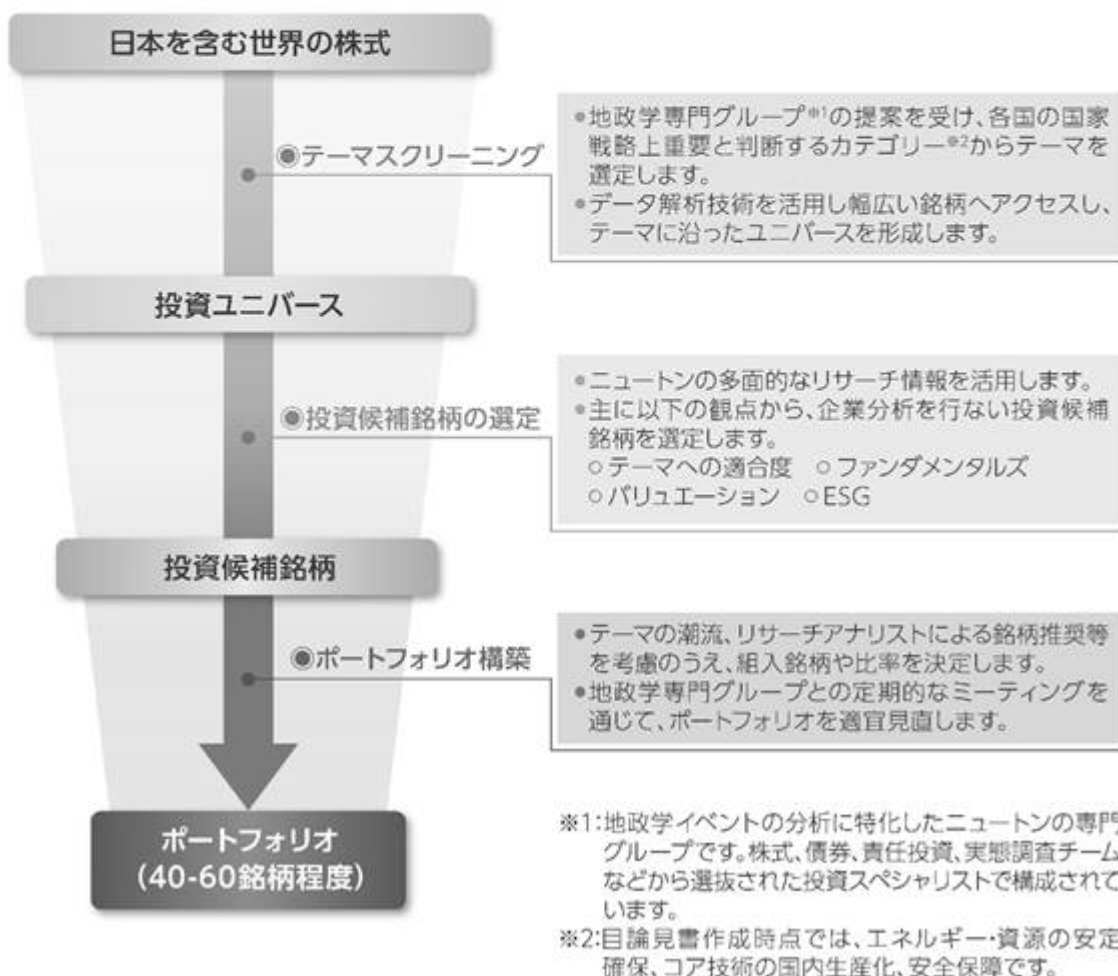 日本を含む世界の株式
◉テーマスクリーニング
●地政学専門グループ※1の提案を受け、各国の国家
戦略上重要と判断するカテゴリー※2からテーマを
選定します。
●データ解析技術を活用し幅広い銘柄へアクセスし、
テーマに沿ったユニバースを形成します。
投資ユニバース
◉投資候補銘柄の選定
●ニュートンの多面的なリサーチ情報を活用します。
●主に以下の観点から、企業分析を行ない投資候補
銘柄を選定します。
○テーマへの適合度 ○ファンダメンタルズ
○バリュエーション ○ESG
投資候補銘柄
◉ポートフォリオ構築
●テーマの潮流、リサーチアナリストによる銘柄推奨等
を考慮のうえ、組入銘柄や比率を決定します。
●地政学専門グループとの定期的なミーティングを
通じて、ポートフォリオを適宜見直します。
ポートフォリオ
(40-60銘柄程度)
※1:地政学イベントの分析に特化したニュートンの専門
グループです。株式、債券、責任投資、実態調査チーム
などから選抜された投資スペシャリストで構成されて
います。
※2:目論見書作成時点では、エネルギー・資源の安定
確保、コア技術の国内生産化、安全保障です。